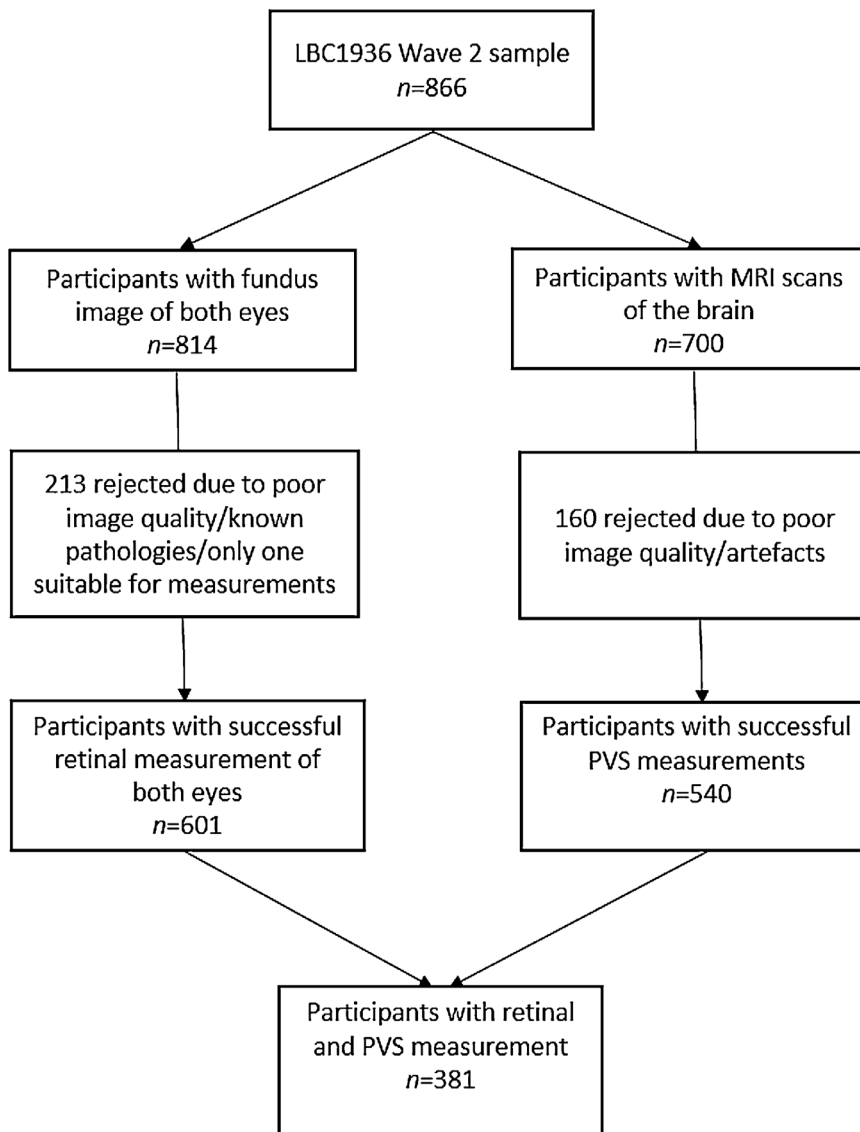 LBC1936 Wave 2 sample
n=866
Participants with fundus
image of both eyes
n=814
Participants with MRI scans
of the brain
n=700
213 rejected due to poor
image quality/known
pathologies/only one
suitable for measurements
160 rejected due to poor
image quality/artefacts
Participants with successful
retinal measurement of
both eyes
n=601
Participants with successful
PVS measurements
n=540
Participants with retinal
and PVS measurement
n=381